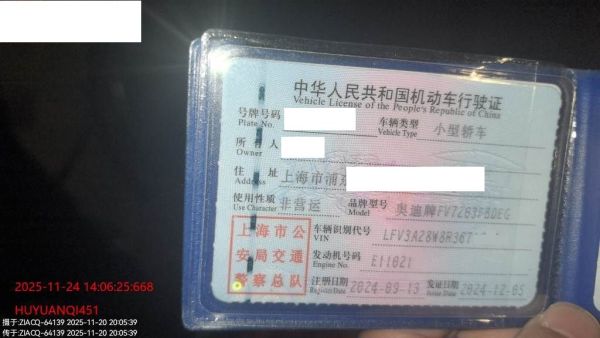 中华人民共和国机动车行驶证
Vehicle License of the People's Republic of China
号牌号码
Plate No.
车辆类型 小型轿车
Vehicle Type
所有人
Owner
住址 上海市浦东
Address
使用性质 非营运
Use Character
品牌型号 奥迪牌FV7203FBDEG
Model
上海市公
安局交通
警察总队
车辆识别代号 LFV3A28W8R367
VIN
发动机号码 E11021
Engine No.
注册日期 2024-09-13
Register Date
发证日期 2024-12-05
Issue Date
2025-11-24 14:06:25:668
HUYUANQI451
摄于:ZIACQ-64139 2025-11-20 20:05:39
传于:ZIACQ-64139 2025-11-20 20:05:39